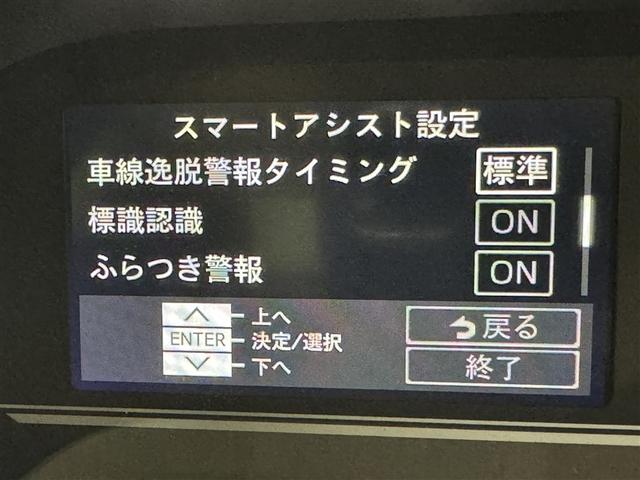 スマートアシスト設定
車線逸脱警報タイミング 標準
標識認識 ON
ふらつき警報 ON
上へ
ENTER 決定/選択
下へ
戻る
終了